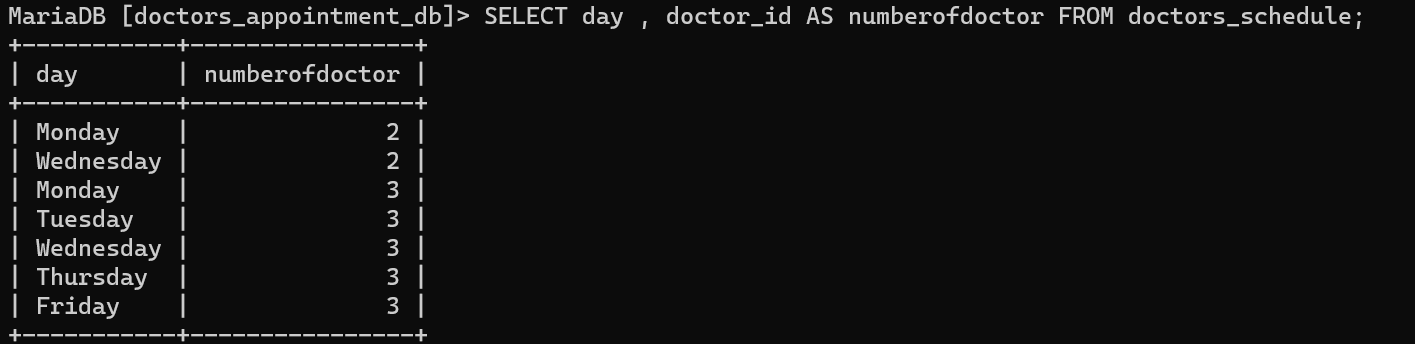 MariaDB [doctors_appointment_db]> SELECT day , doctor_id AS numberofdoctor FROM doctors_schedule;
+-----------+----------------+
| day       | numberofdoctor |
+-----------+----------------+
| Monday    |              2 |
| Wednesday |              2 |
| Monday    |              3 |
| Tuesday   |              3 |
| Wednesday |              3 |
| Thursday  |              3 |
| Friday    |              3 |
+-----------+----------------+